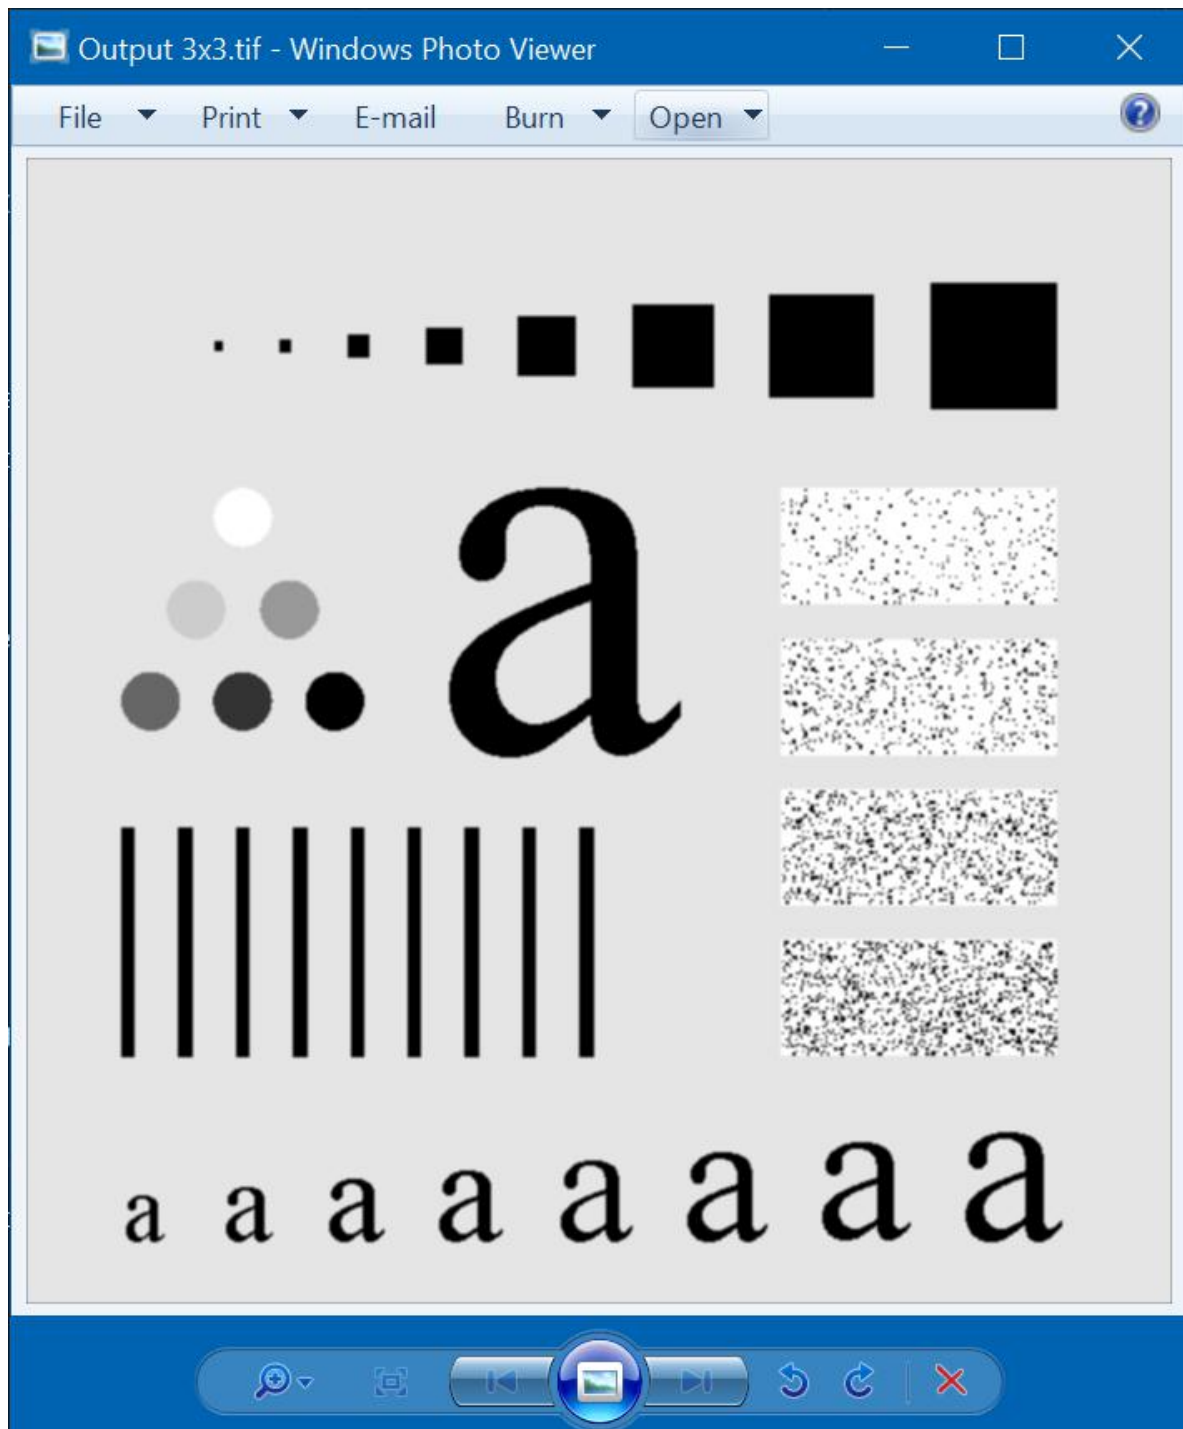 Output 3x3.tif - Windows Photo Viewer
File Print E-mail Burn Open
a
a a a a a a a a